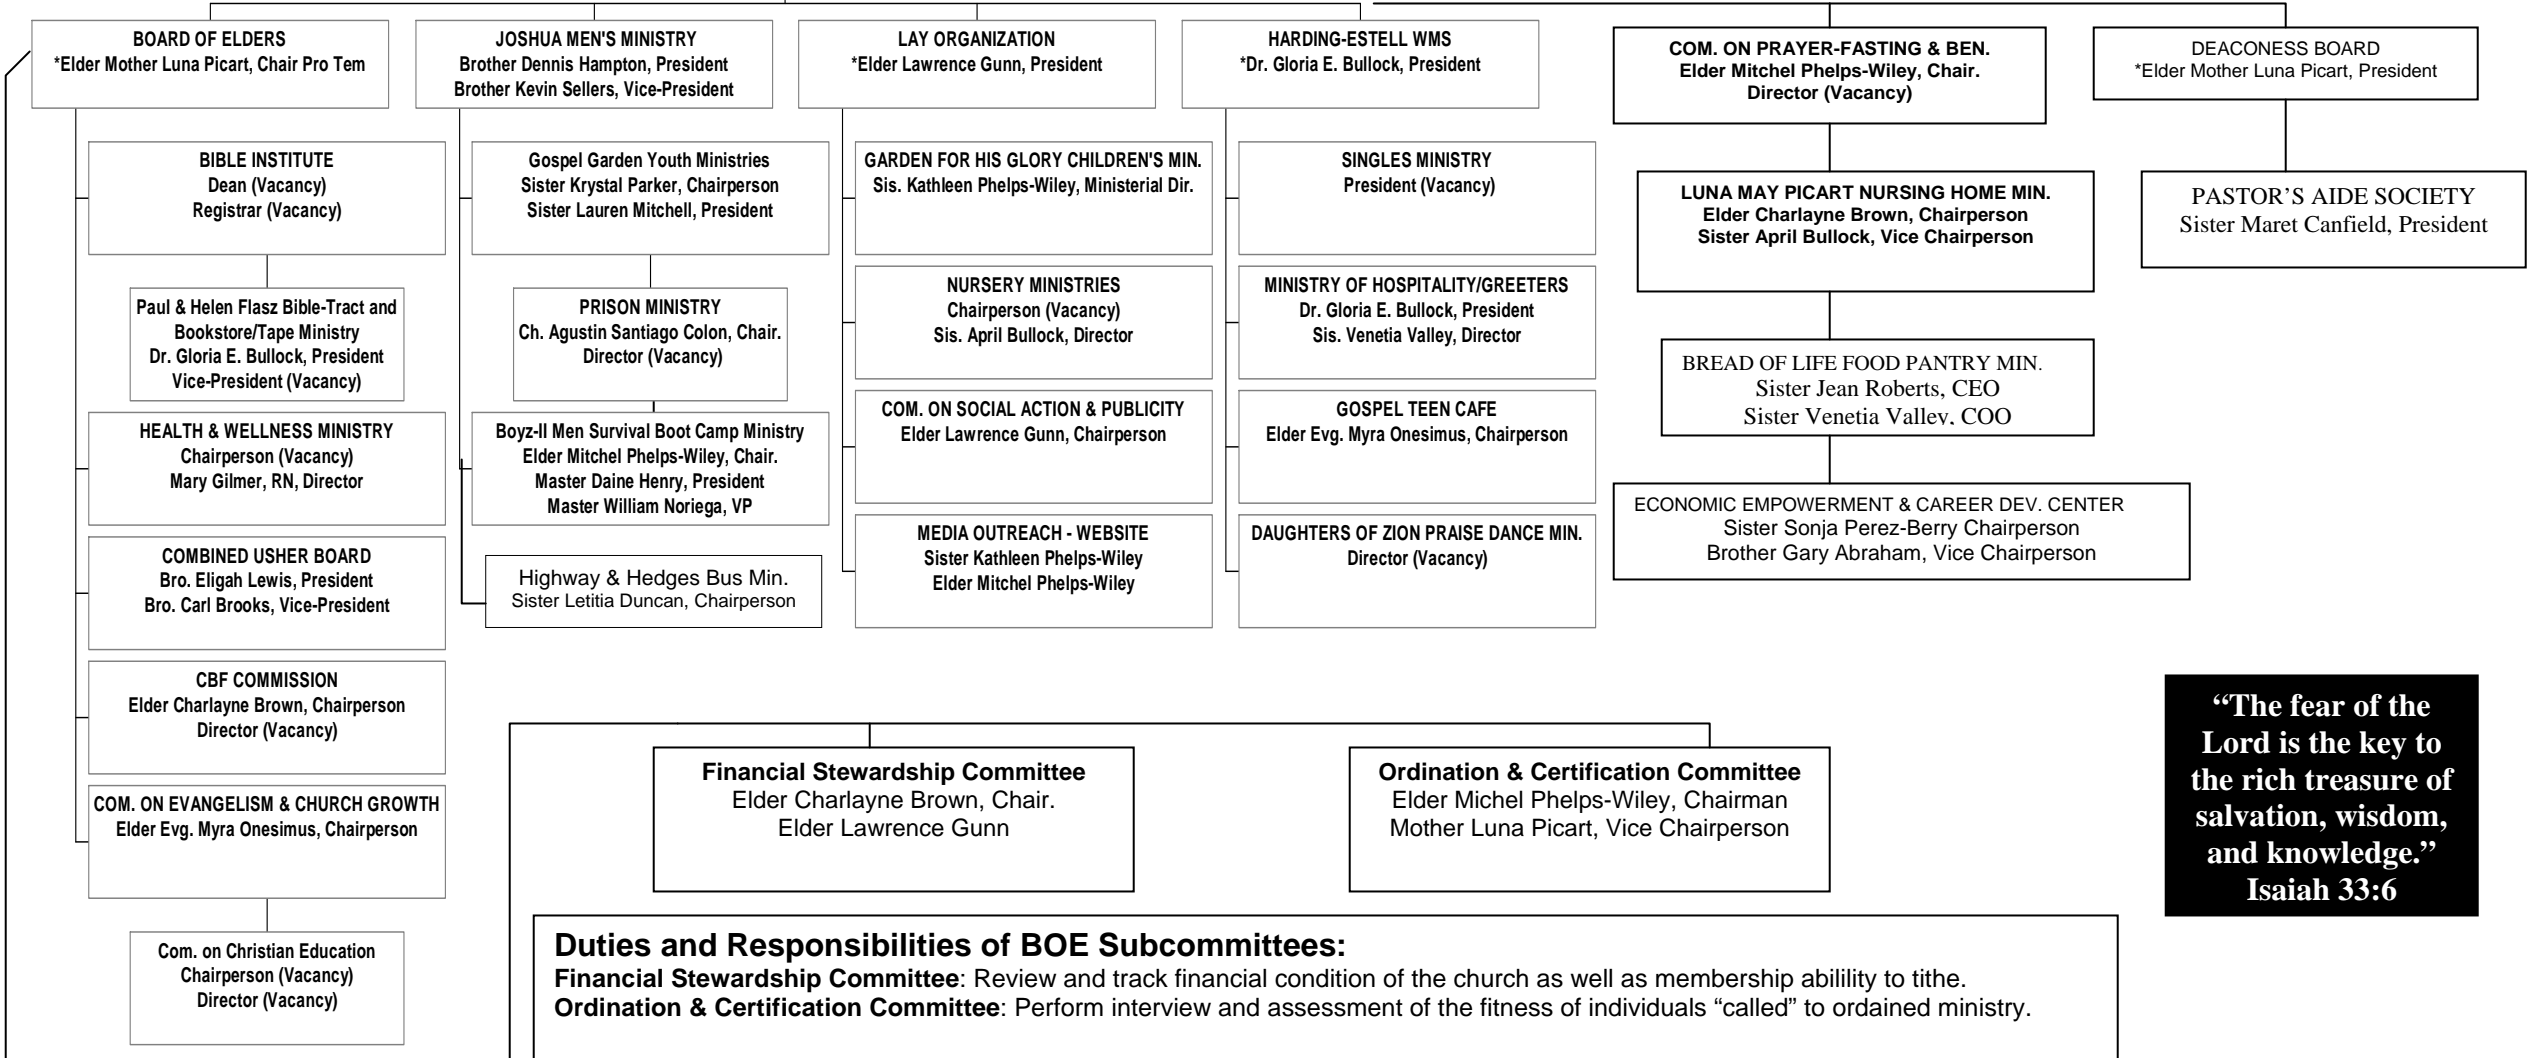 BOARD OF ELDERS
*Elder Mother Luna Picart, Chair Pro Tem
JOSHUA MEN'S MINISTRY
Brother Dennis Hampton, President
Brother Kevin Sellers, Vice-President
LAY ORGANIZATION
*Elder Lawrence Gunn, President
HARDING-ESTELL WMS
*Dr. Gloria E. Bullock, President
COM. ON PRAYER-FASTING & BEN.
Elder Mitchel Phelps-Wiley, Chair.
Director (Vacancy)
DEACONESS BOARD
*Elder Mother Luna Picart, President
BIBLE INSTITUTE
Dean (Vacancy)
Registrar (Vacancy)
Paul & Helen Flasz Bible-Tract and
Bookstore/Tape Ministry
Dr. Gloria E. Bullock, President
Vice-President (Vacancy)
HEALTH & WELLNESS MINISTRY
Chairperson (Vacancy)
Mary Gilmer, RN, Director
COMBINED USHER BOARD
Bro. Eligah Lewis, President
Bro. Carl Brooks, Vice-President
CBF COMMISSION
Elder Charlayne Brown, Chairperson
Director (Vacancy)
COM. ON EVANGELISM & CHURCH GROWTH
Elder Evg. Myra Onesimus, Chairperson
Com. on Christian Education
Chairperson (Vacancy)
Director (Vacancy)
Gospel Garden Youth Ministries
Sister Krystal Parker, Chairperson
Sister Lauren Mitchell, President
PRISON MINISTRY
Ch. Agustin Santiago Colon, Chair.
Director (Vacancy)
Boyz-II Men Survival Boot Camp Ministry
Elder Mitchel Phelps-Wiley, Chair.
Master Daine Henry, President
Master William Noriega, VP
Highway & Hedges Bus Min.
Sister Letitia Duncan, Chairperson
GARDEN FOR HIS GLORY CHILDREN'S MIN.
Sis. Kathleen Phelps-Wiley, Ministerial Dir.
NURSERY MINISTRIES
Chairperson (Vacancy)
Sis. April Bullock, Director
COM. ON SOCIAL ACTION & PUBLICITY
Elder Lawrence Gunn, Chairperson
MEDIA OUTREACH - WEBSITE
Sister Kathleen Phelps-Wiley
Elder Mitchel Phelps-Wiley
SINGLES MINISTRY
President (Vacancy)
MINISTRY OF HOSPITALITY/GREETERS
Dr. Gloria E. Bullock, President
Sis. Venetia Valley, Director
GOSPEL TEEN CAFE
Elder Evg. Myra Onesimus, Chairperson
DAUGHTERS OF ZION PRAISE DANCE MIN.
Director (Vacancy)
LUNA MAY PICART NURSING HOME MIN.
Elder Charlayne Brown, Chairperson
Sister April Bullock, Vice Chairperson
BREAD OF LIFE FOOD PANTRY MIN.
Sister Jean Roberts, CEO
Sister Venetia Valley, COO
ECONOMIC EMPOWERMENT & CAREER DEV. CENTER
Sister Sonja Perez-Berry Chairperson
Brother Gary Abraham, Vice Chairperson
PASTOR’S AIDE SOCIETY
Sister Maret Canfield, President
“The fear of the
Lord is the key to
the rich treasure of
salvation, wisdom,
and knowledge.”
Isaiah 33:6
Financial Stewardship Committee
Elder Charlayne Brown, Chair.
Elder Lawrence Gunn
Ordination & Certification Committee
Elder Michel Phelps-Wiley, Chairman
Mother Luna Picart, Vice Chairperson
Duties and Responsibilities of BOE Subcommittees:
Financial Stewardship Committee: Review and track financial condition of the church as well as membership abilility to tithe.
Ordination & Certification Committee: Perform interview and assessment of the fitness of individuals “called” to ordained ministry.